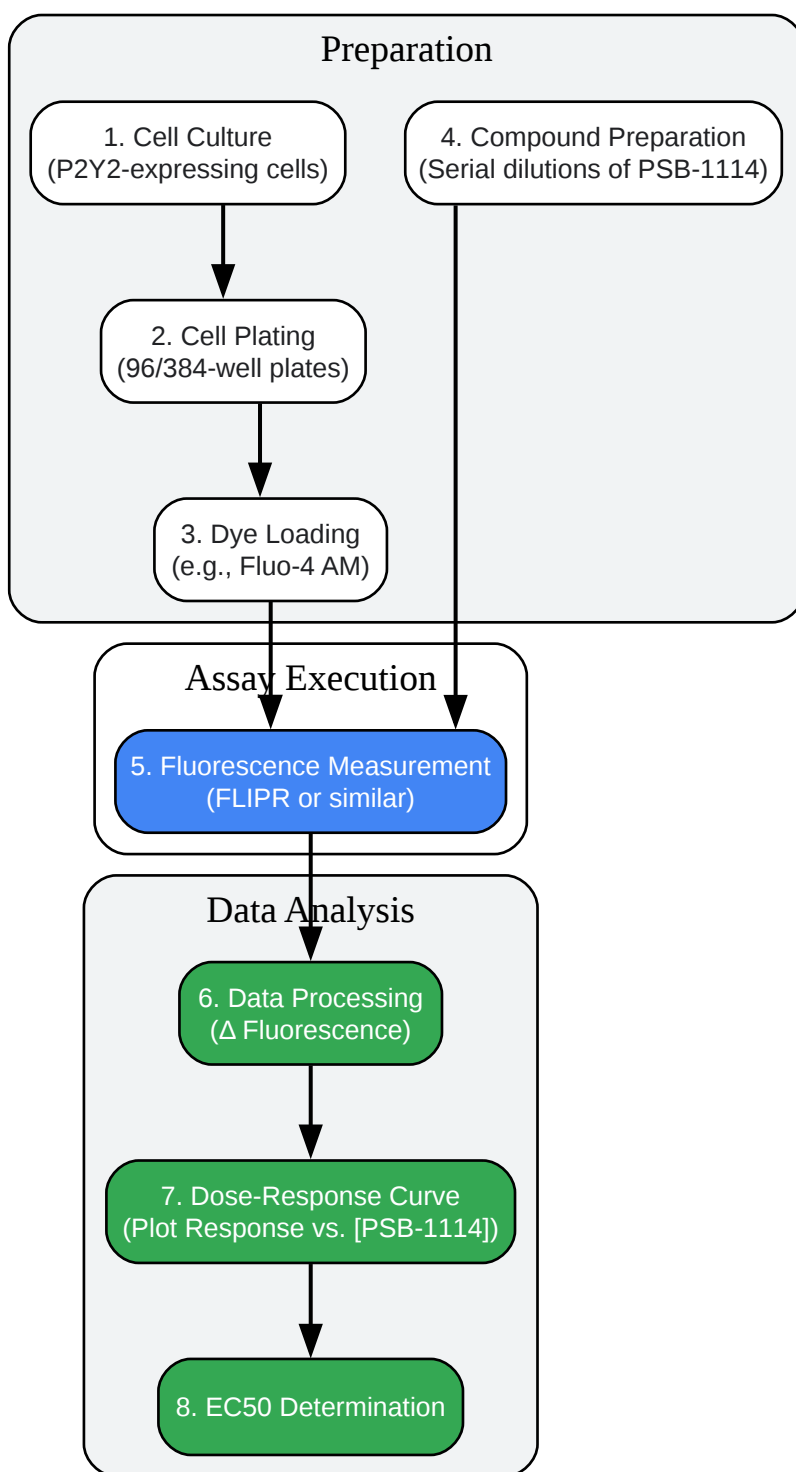 Preparation
1. Cell Culture
(P2Y2-expressing cells)
4. Compound Preparation
(Serial dilutions of PSB-1114)
2. Cell Plating
(96/384-well plates)
3. Dye Loading
(e.g., Fluo-4 AM)
Assay Execution
5. Fluorescence Measurement
(FLIPR or similar)
Data Analysis
6. Data Processing
(Δ Fluorescence)
7. Dose-Response Curve
(Plot Response vs. [PSB-1114])
8. EC50 Determination